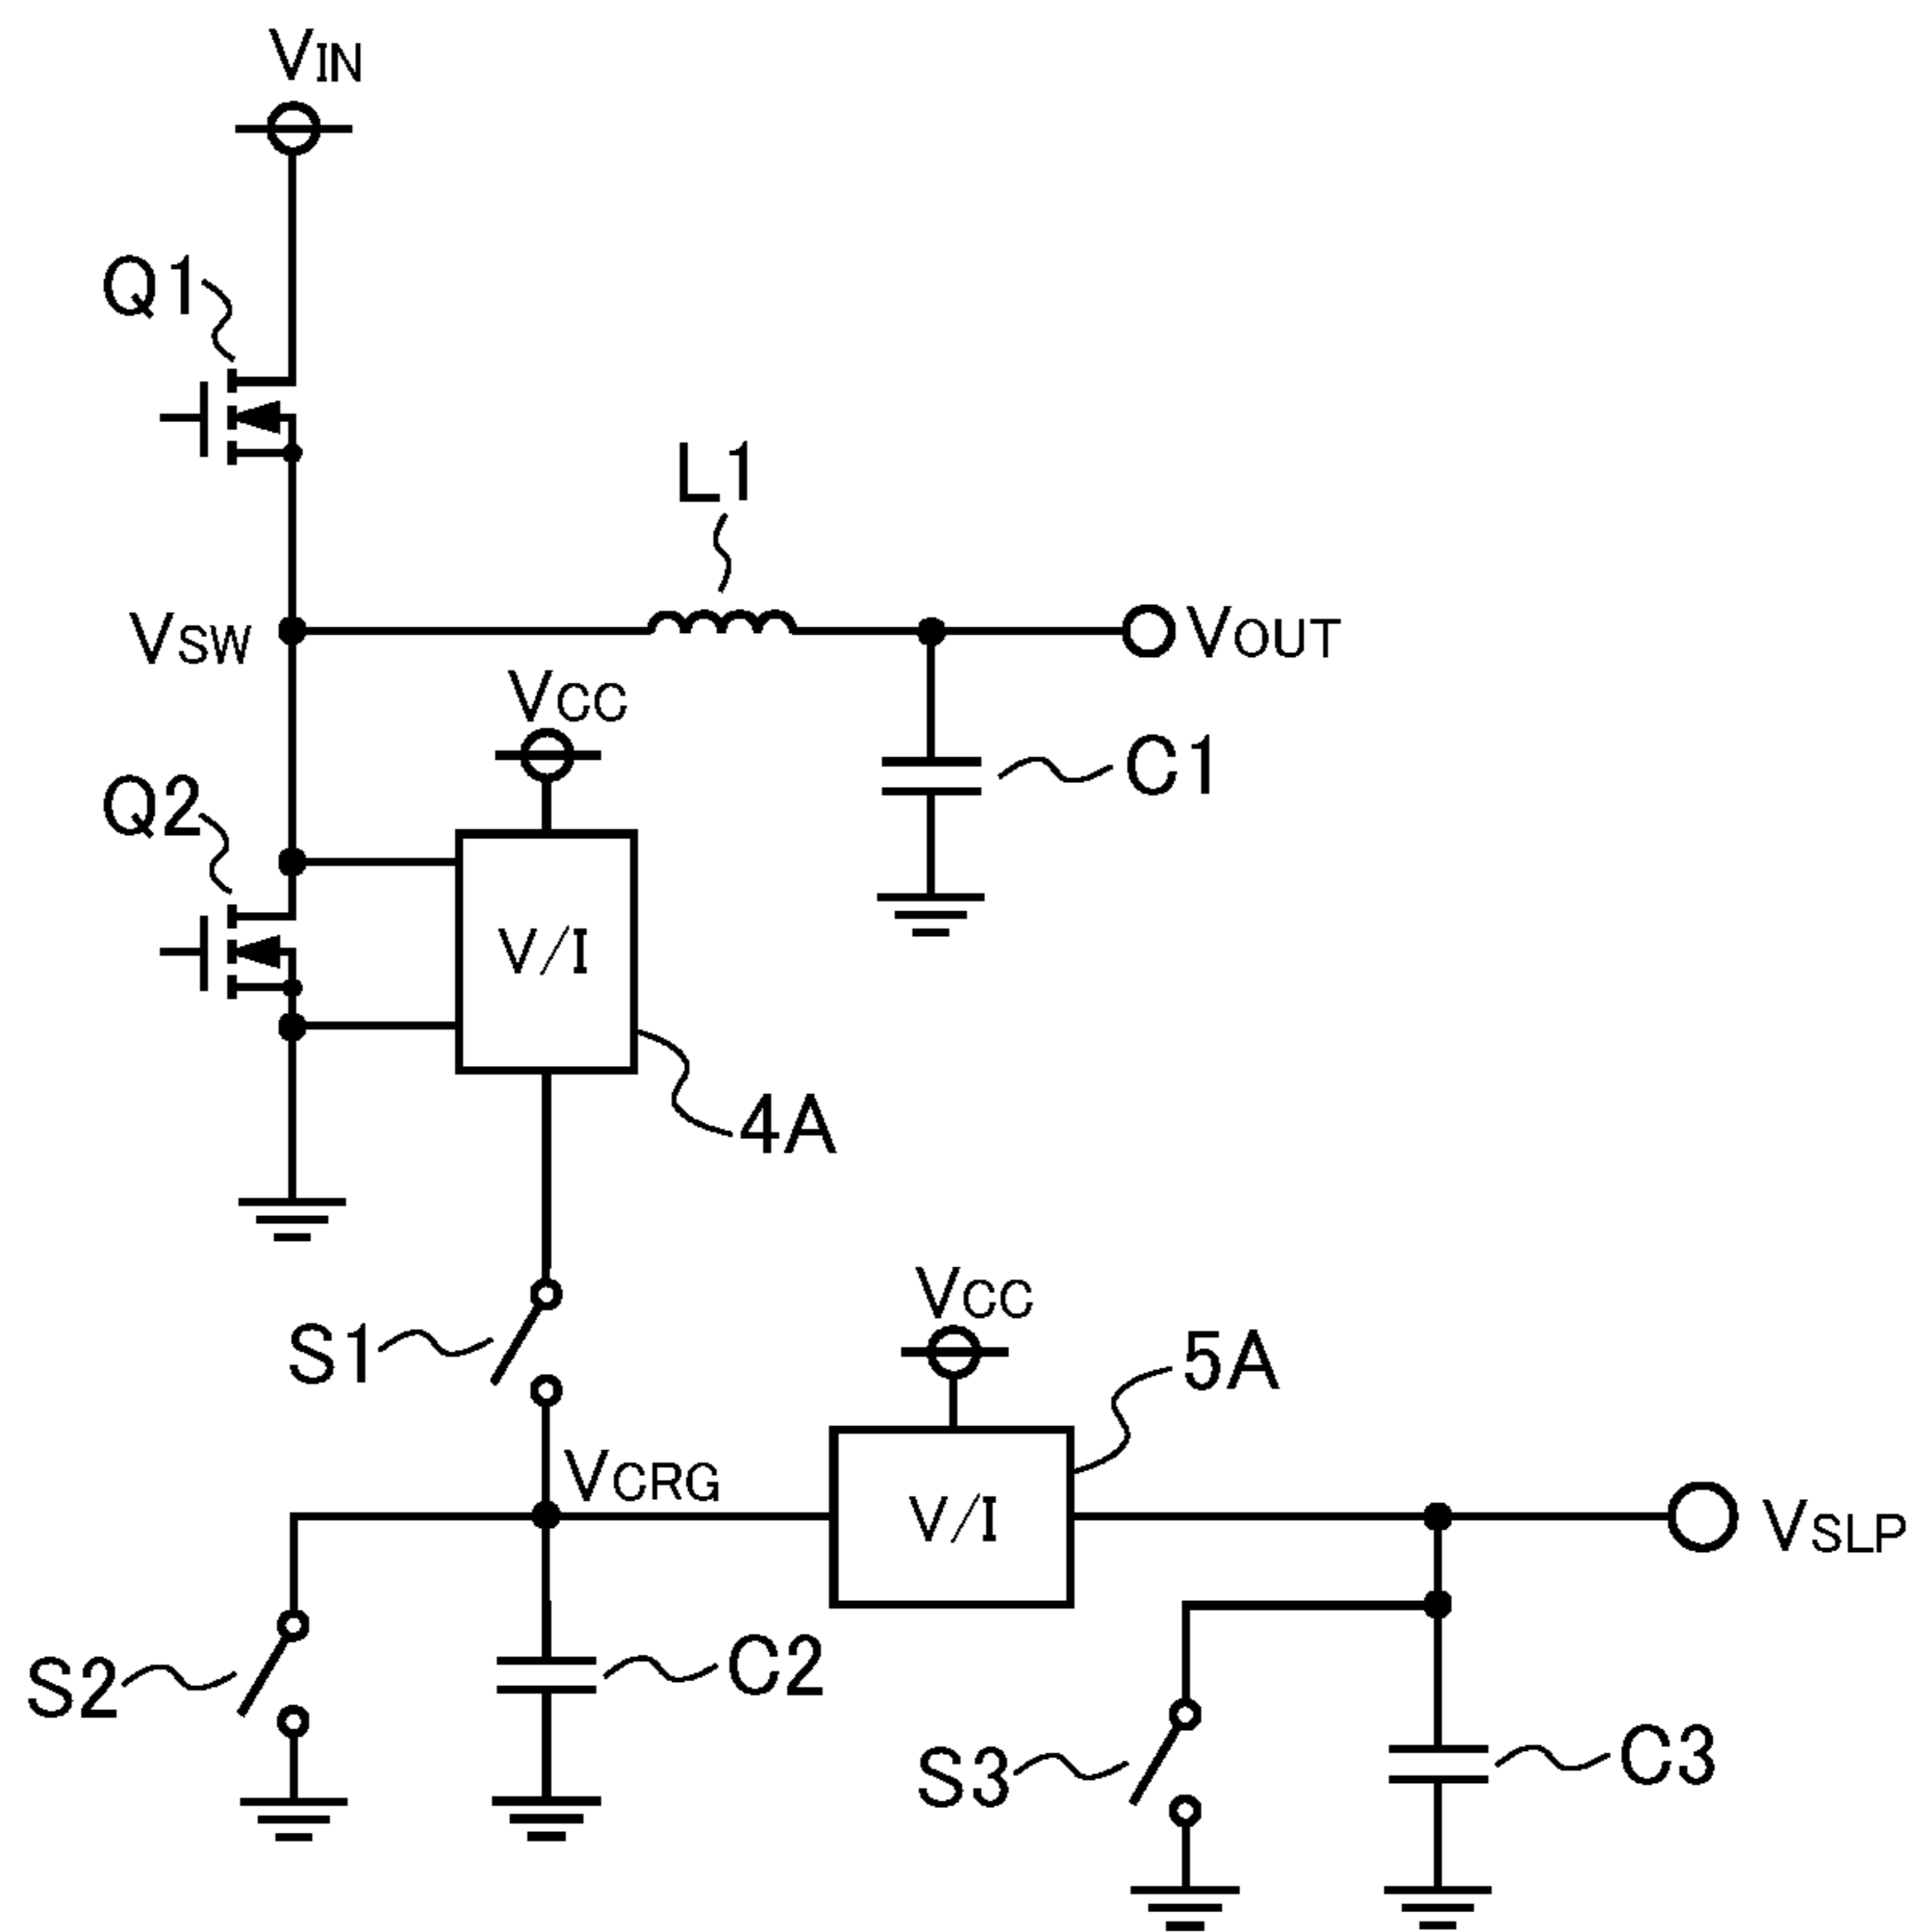 VIN
Q1
L1
VSW
VOUT
VCC
Q2
C1
V/I
4A
VCC
S1
5A
VCRG
V/I
VSLP
S2
C2
S3
C3